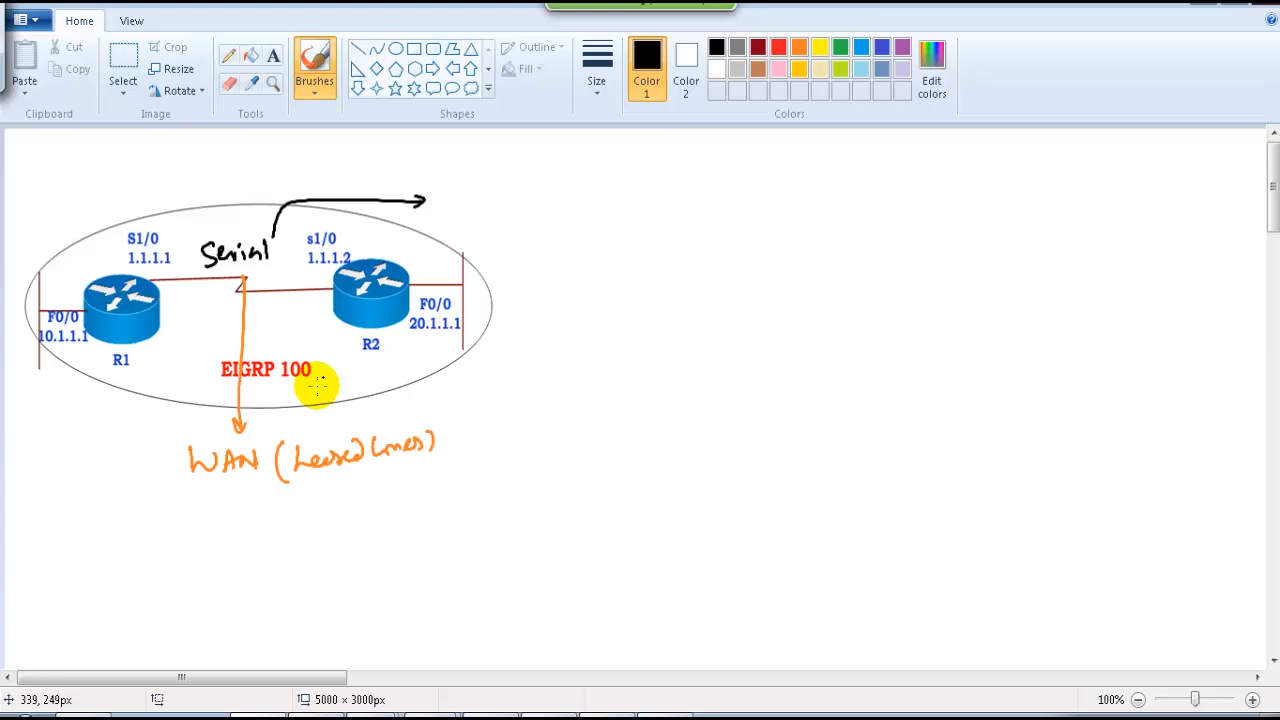 Home View
Cut
Copy
Paste
Clipboard
Select
Crop
Resize
Rotate
Image
A
Tools
Brushes
Outline
Fill
Shapes
Size
Color 1
Color 2
Edit colors
Colors
S1/0
1.1.1.1
Serial
s1/0
1.1.1.2
F0/0
10.1.1.1
F0/0
20.1.1.1
R1
R2
EIGRP 100
WAN (Leased Lines)
339, 249px
5000 × 3000px
100%